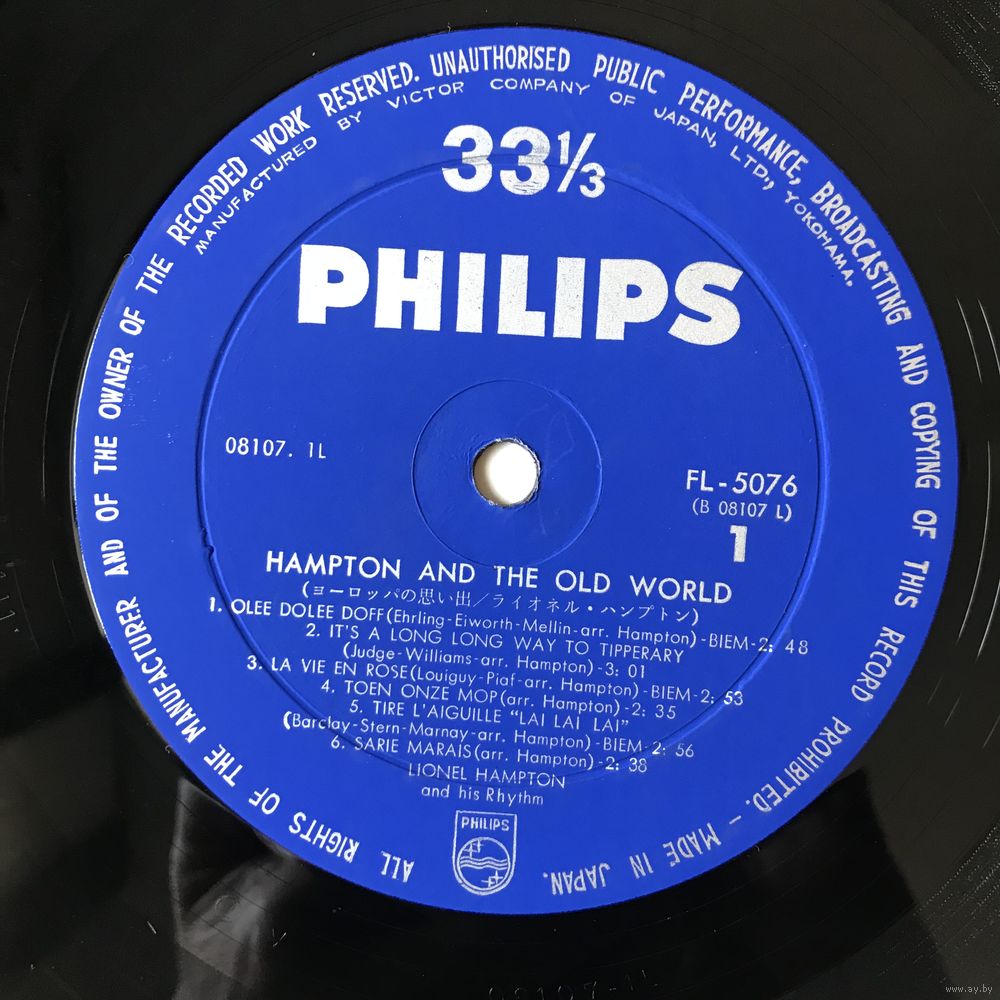 ALL RIGHTS OF THE MANUFACTURER AND OF THE OWNER OF THE RECORDED WORK RESERVED. UNAUTHORISED PUBLIC PERFORMANCE, BROADCASTING AND COPYING OF THIS RECORD PROHIBITED. – MADE IN JAPAN.
MANUFACTURED BY VICTOR COMPANY OF JAPAN, LTD., YOKOHAMA.
33⅓
PHILIPS
08107. 1L
FL-5076
(B 08107 L)
1
HAMPTON AND THE OLD WORLD
(ヨーロッパの思い出/ライオネル・ハンプトン)
1. OLEE DOLEE DOFF (Ehrling-Eiworth-Mellin-arr. Hampton)-BIEM-2: 48
2. IT'S A LONG LONG WAY TO TIPPERARY
(Judge-Williams-arr. Hampton)-3: 01
3. LA VIE EN ROSE (Louiguy-Piaf-arr. Hampton)-BIEM-2: 53
4. TOEN ONZE MOP (arr. Hampton)-2: 35
5. TIRE L'AIGUILLE "LAI LAI LAI"
(Barclay-Stern-Marnay-arr. Hampton)-BIEM-2: 56
6. SARIE MARAIS (arr. Hampton)-2: 38
LIONEL HAMPTON
and his Rhythm
PHILIPS
www.ay.by